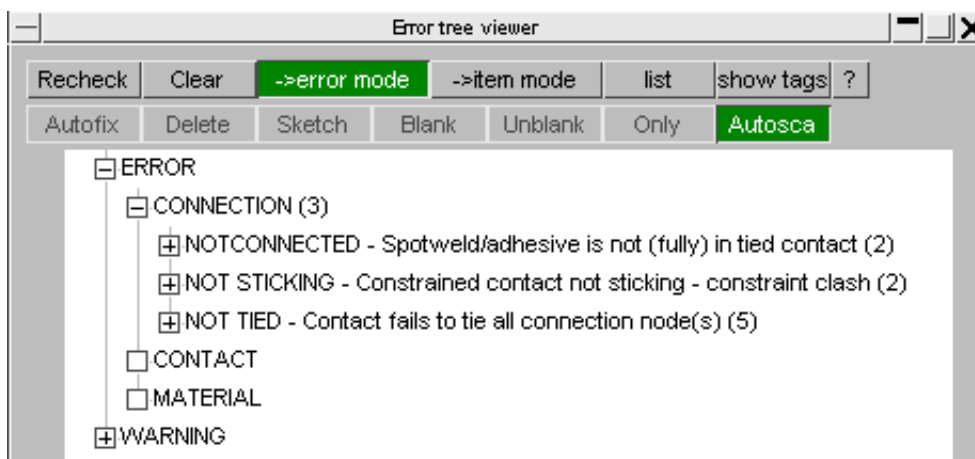 Error tree viewer
Recheck Clear ->error mode ->item mode list show tags ?
Autofix Delete Sketch Blank Unblank Only Autosca
ERROR
CONNECTION (3)
NOTCONNECTED - Spotweld/adhesive is not (fully) in tied contact (2)
NOT STICKING - Constrained contact not sticking - constraint clash (2)
NOT TIED - Contact fails to tie all connection node(s) (5)
CONTACT
MATERIAL
WARNING